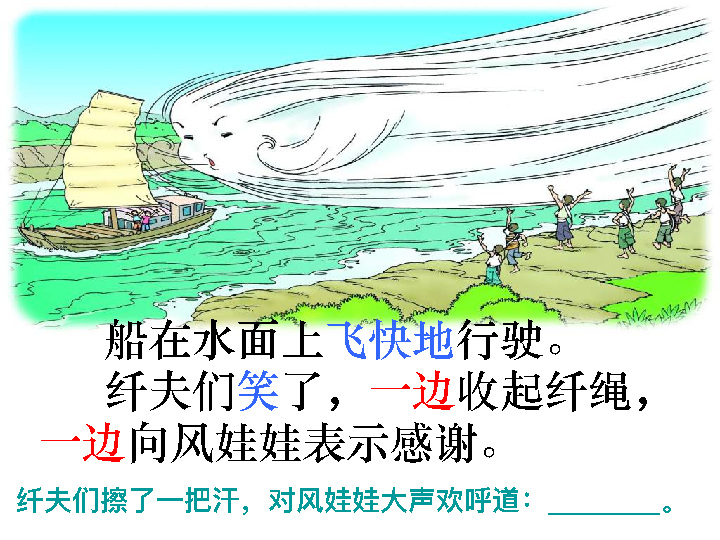 船在水面上飞快地行驶。
纤夫们笑了，一边收起纤绳，
一边向风娃娃表示感谢。
纤夫们擦了一把汗，对风娃娃大声欢呼道：________。